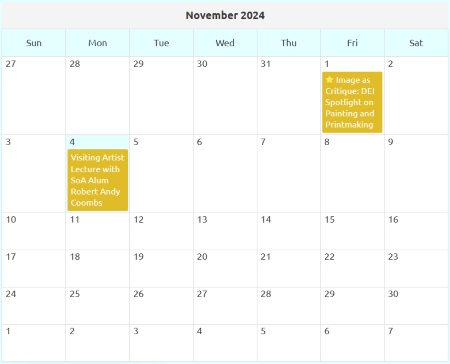 November 2024
Sun Mon Tue Wed Thu Fri Sat
27 28 29 30 31 1 2
Image as
Critique: DEI
Spotlight on
Painting and
Printmaking
3 4 5 6 7 8 9
Visiting Artist
Lecture with
SoA Alum
Robert Andy
Coombs
10 11 12 13 14 15 16
17 18 19 20 21 22 23
24 25 26 27 28 29 30
1 2 3 4 5 6 7